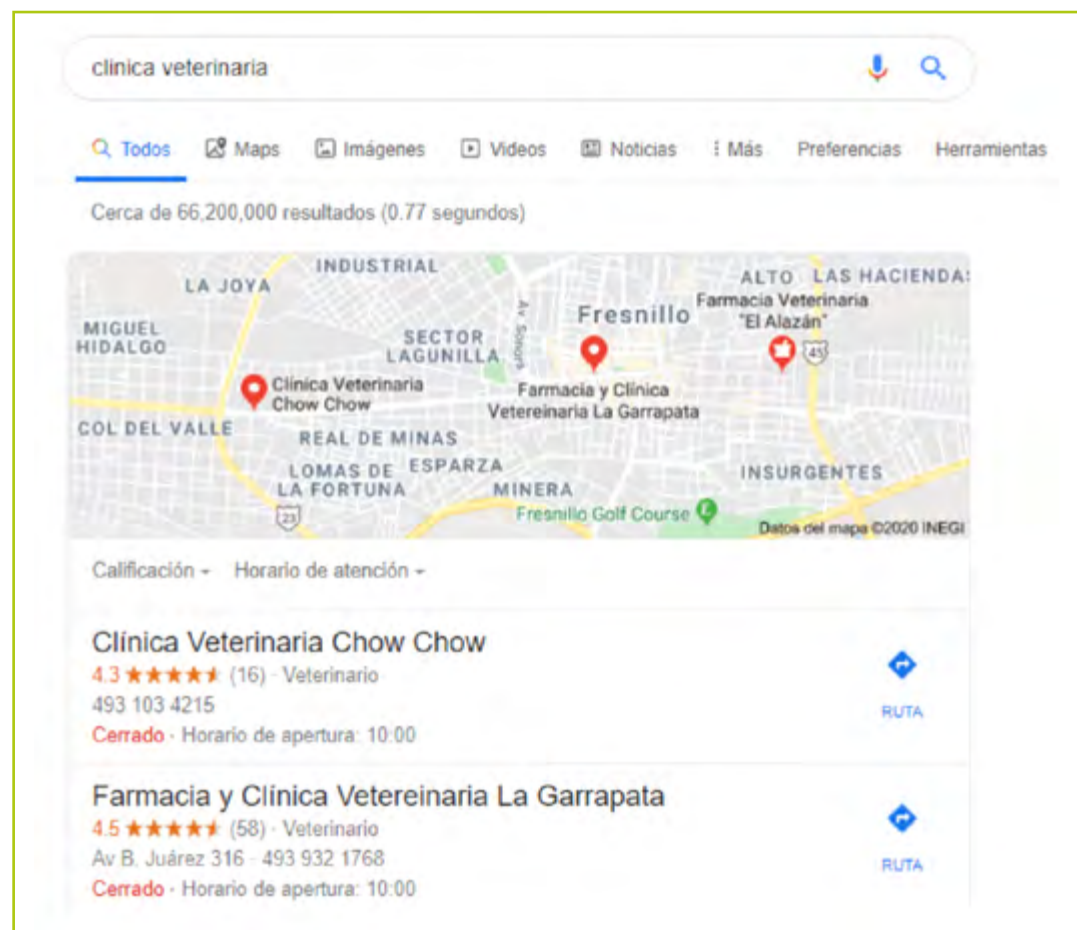 clinica veterinaria
Todos Maps Imágenes Videos Noticias Más Preferencias Herramientas
Cerca de 66,200,000 resultados (0.77 segundos)
INDUSTRIAL
LA JOYA
ALTO LAS HACIENDAS
MIGUEL
HIDALGO
SECTOR
LAGUNILLA
Av. Sonora
Fresnillo
Farmacia Veterinaria
"El Alazán"
45
Clínica Veterinaria
Chow Chow
Farmacia y Clínica
Vetereinaria La Garrapata
COL DEL VALLE
REAL DE MINAS
LOMAS DE
LA FORTUNA
ESPARZA
MINERA
INSURGENTES
23
Fresnillo Golf Course
Datos del mapa ©2020 INEGI
Calificación Horario de atención
Clínica Veterinaria Chow Chow
4.3 (16) · Veterinario
493 103 4215
RUTA
Cerrado · Horario de apertura: 10:00
Farmacia y Clínica Vetereinaria La Garrapata
4.5 (58) · Veterinario
Av B. Juárez 316 · 493 932 1768
RUTA
Cerrado · Horario de apertura: 10:00